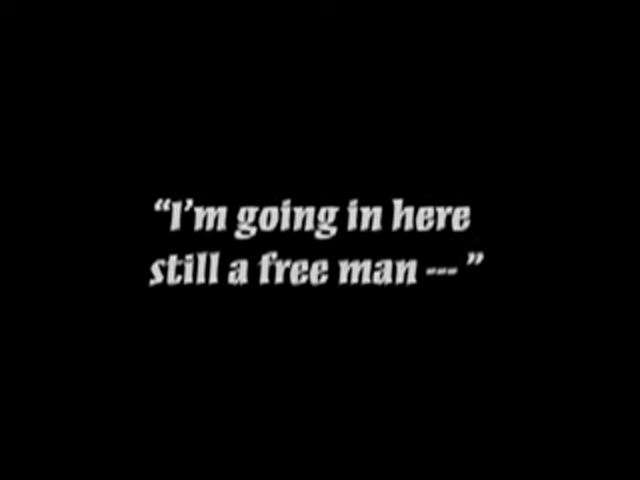 “I’m going in here
still a free man --- ”